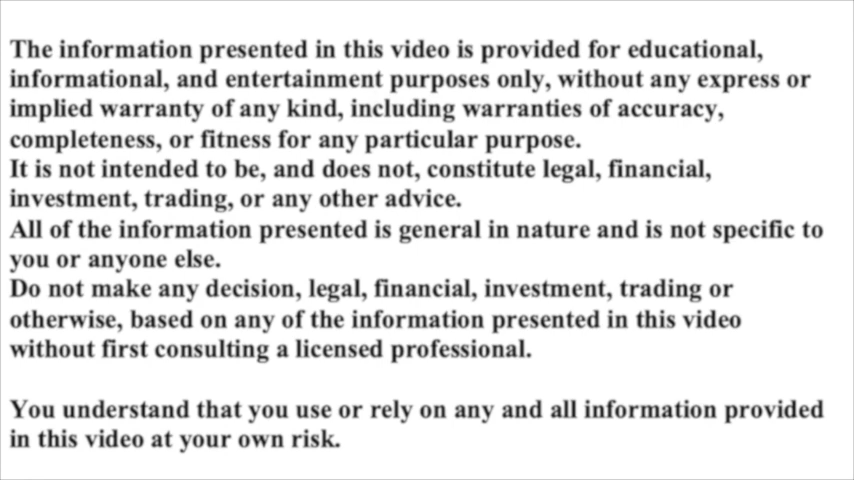 The information presented in this video is provided for educational,
informational, and entertainment purposes only, without any express or
implied warranty of any kind, including warranties of accuracy,
completeness, or fitness for any particular purpose.
It is not intended to be, and does not, constitute legal, financial,
investment, trading, or any other advice.
All of the information presented is general in nature and is not specific to
you or anyone else.
Do not make any decision, legal, financial, investment, trading or
otherwise, based on any of the information presented in this video
without first consulting a licensed professional.
You understand that you use or rely on any and all information provided
in this video at your own risk.